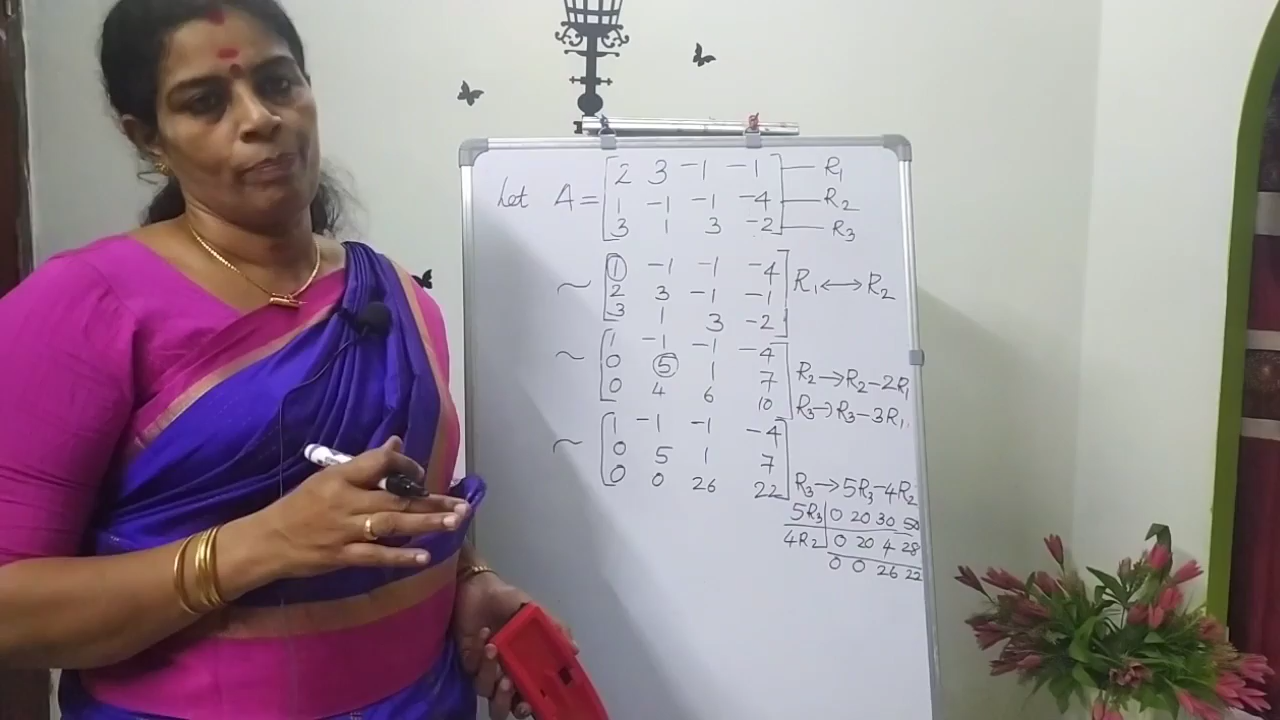 2 3 -1 -1 — R1
Let A = 1 -1 -1 -4 — R2
3 1 3 -2 — R3
1 -1 -1 -4
~ 2 3 -1 -1 R1 ↔ R2
3 1 3 -2
1 -1 -1 -4
~ 0 5 1 7 R2 → R2 - 2R1
0 4 6 10 R3 → R3 - 3R1
1 -1 -1 -4
~ 0 5 1 7
0 0 26 22 R3 → 5R3 - 4R2
5R3 0 20 30 50
4R2 0 20 4 28
0 0 26 22